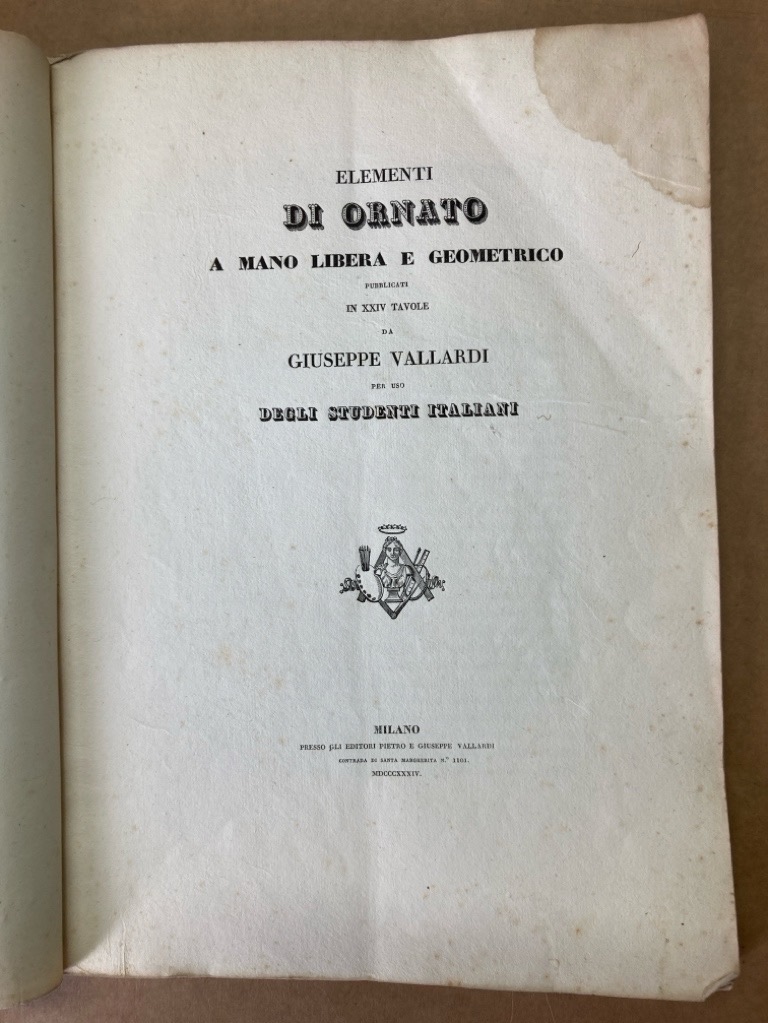 ELEMENTI
DI ORNATO
A MANO LIBERA E GEOMETRICO
PUBBLICATI
IN XXIV TAVOLE
DA
GIUSEPPE VALLARDI
PER USO
DEGLI STUDENTI ITALIANI
MILANO
PRESSO GLI EDITORI PIETRO E GIUSEPPE VALLARDI
CONTRADA DI SANTA MARGHERITA N.° 1101.
MDCCCXXXIV.